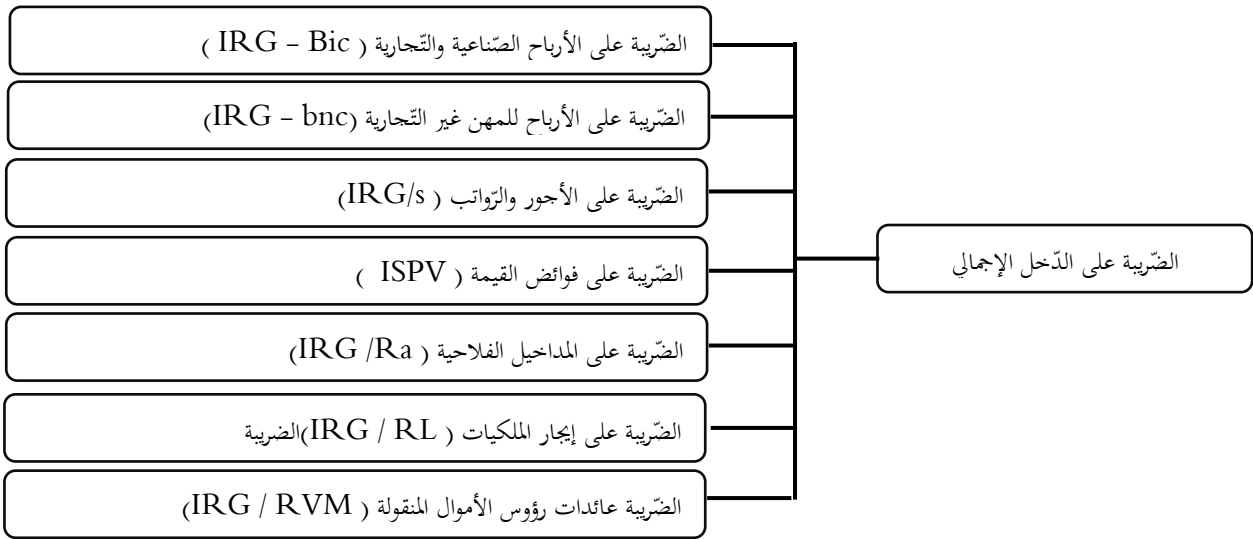 الضّريبة على الدّخل الإجمالي
الضّريبة على الأرباح الصّناعية والتّجارية ( IRG – Bic )
الضّريبة على الأرباح للمهن غير التّجارية (IRG – bnc)
الضّريبة على الأجور والرّواتب ( IRG/s)
الضّريبة على فوائض القيمة ( ISPV )
الضّريبة على المداخيل الفلاحية ( IRG /Ra)
الضّريبة على إيجار الملكيات ( IRG / RL)الضريبة
الضّريبة عائدات رؤوس الأموال المنقولة ( IRG / RVM)